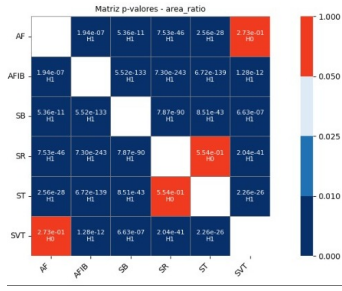 Matriz p-valores - area_ratio
AF
1.94e-07 5.36e-11 7.53e-46 2.56e-28 2.73e-01
H1 H1 H1 H1 H0
AFIB
1.94e-07 5.52e-133 7.30e-243 6.72e-139 1.28e-12
H1 H1 H1 H1 H1
SB
5.36e-11 5.52e-133 7.87e-90 8.51e-43 6.63e-07
H1 H1 H1 H1 H1
SR
7.53e-46 7.30e-243 7.87e-90 5.54e-01 2.04e-41
H1 H1 H1 H0 H1
ST
2.56e-28 6.72e-139 8.51e-43 5.54e-01 2.26e-26
H1 H1 H1 H0 H1
SVT
2.73e-01 1.28e-12 6.63e-07 2.04e-41 2.26e-26
H0 H1 H1 H1 H1
AF AFIB SB SR ST SVT
1.000
0.050
0.025
0.010
0.000